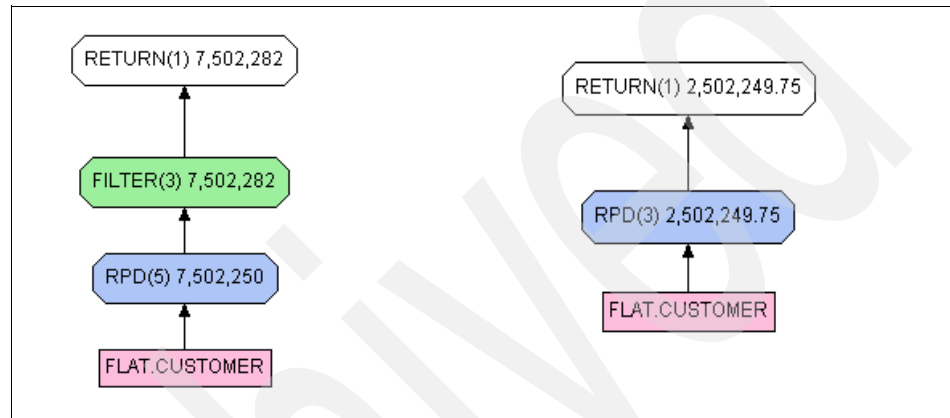 RETURN(1) 7,502,282
FILTER(3) 7,502,282
RPD(5) 7,502,250
FLAT.CUSTOMER
RETURN(1) 2,502,249.75
RPD(3) 2,502,249.75
FLAT.CUSTOMER